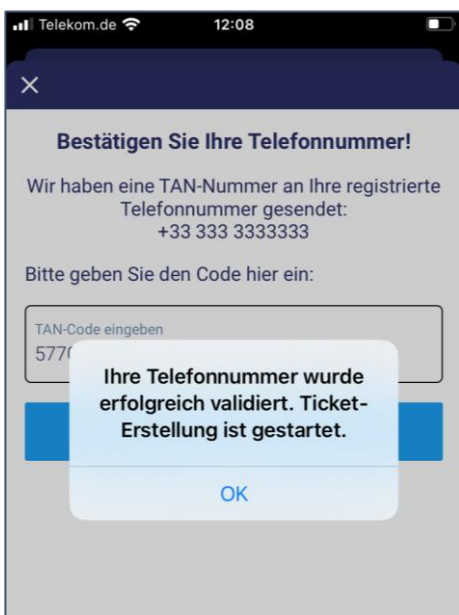 Telekom.de 12:08
Bestätigen Sie Ihre Telefonnummer!
Wir haben eine TAN-Nummer an Ihre registrierte
Telefonnummer gesendet:
+33 333 3333333
Bitte geben Sie den Code hier ein:
TAN-Code eingeben
577
Ihre Telefonnummer wurde
erfolgreich validiert. Ticket-
Erstellung ist gestartet.
OK